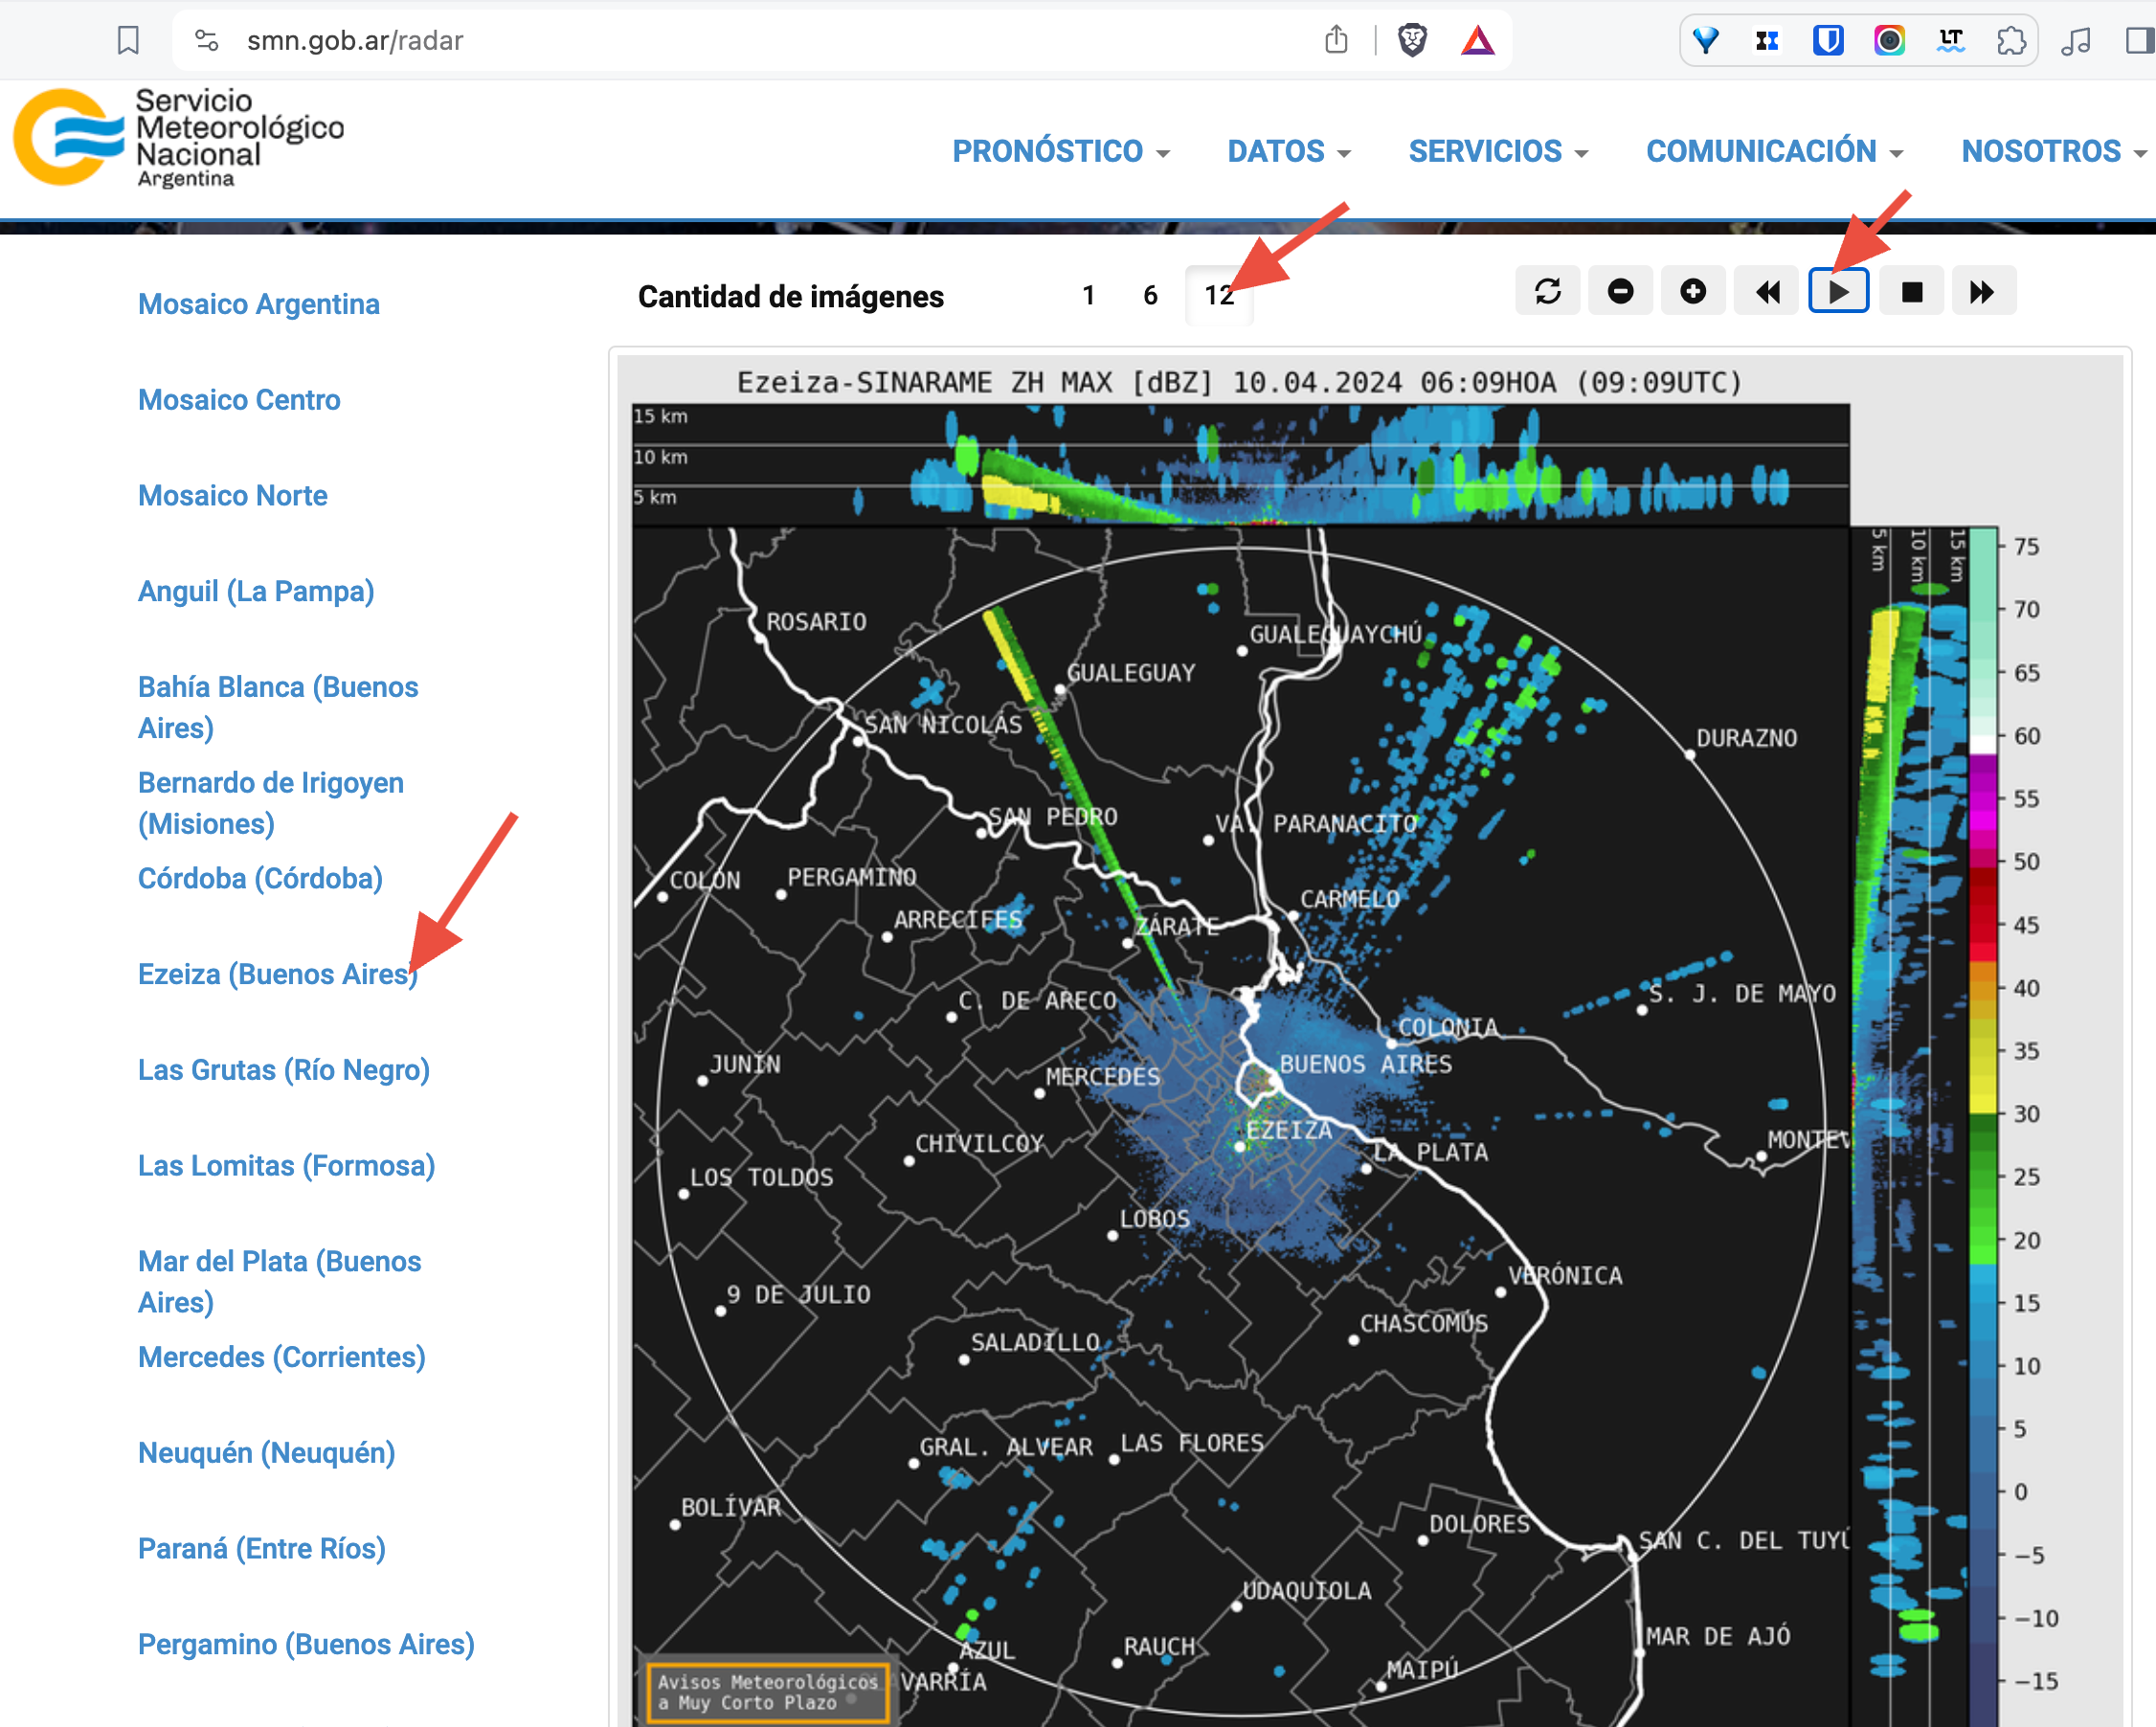 smn.gob.ar/radar
LT
Servicio
Meteorológico
Nacional
Argentina
PRONÓSTICO
DATOS
SERVICIOS
COMUNICACIÓN
NOSOTROS
Mosaico Argentina
Mosaico Centro
Mosaico Norte
Anguil (La Pampa)
Bahía Blanca (Buenos
Aires)
Bernardo de Irigoyen
(Misiones)
Córdoba (Córdoba)
Ezeiza (Buenos Aires)
Las Grutas (Río Negro)
Las Lomitas (Formosa)
Mar del Plata (Buenos
Aires)
Mercedes (Corrientes)
Neuquén (Neuquén)
Paraná (Entre Ríos)
Pergamino (Buenos Aires)
Cantidad de imágenes 1 6 12
Ezeiza-SINARAME ZH MAX [dBZ] 10.04.2024 06:09HOA (09:09UTC)
15 km
10 km
5 km
5 km
10 km
15 km
ROSARIO
GUALEGUAYCHÚ
GUALEGUAY
SAN NICOLÁS
DURAZNO
SAN PEDRO
VA. PARANACITO
COLÓN
PERGAMINO
CARMELO
ARRECIFES
ZÁRATE
S. J. DE MAYO
C. DE ARECO
COLONIA
JUNÍN
BUENOS AIRES
MERCEDES
EZEIZA
MONTEV
CHIVILCOY
LA PLATA
LOS TOLDOS
LOBOS
VERÓNICA
9 DE JULIO
CHASCOMÚS
SALADILLO
GRAL. ALVEAR
LAS FLORES
BOLÍVAR
DOLORES
SAN C. DEL TUYÚ
UDAQUIOLA
MAR DE AJÓ
AZUL
RAUCH
MAIPÚ
AVARRÍA
Avisos Meteorológicos
a Muy Corto Plazo
75
70
65
60
55
50
45
40
35
30
25
20
15
10
5
0
−5
−10
−15